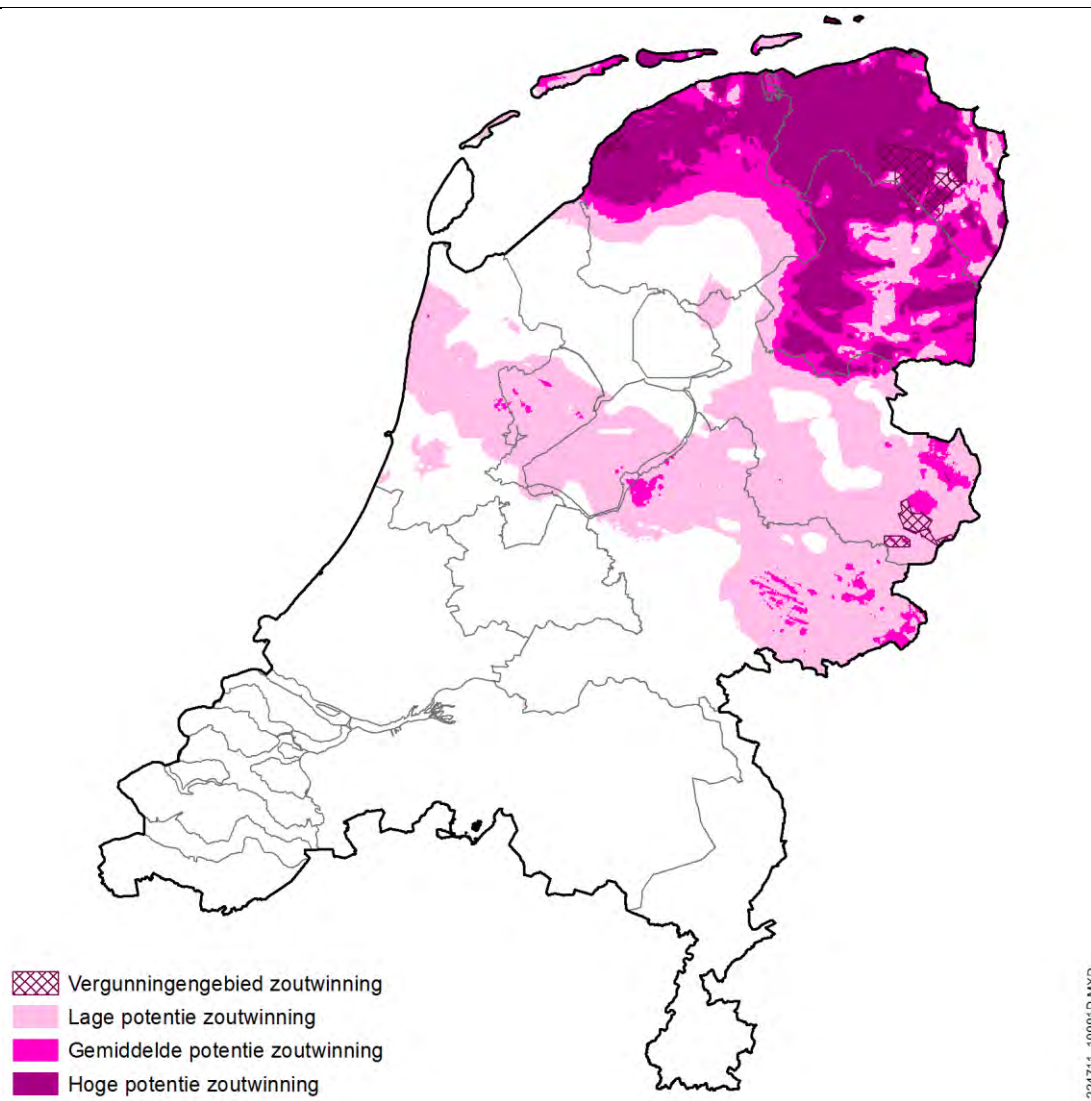 Vergunningengebied zoutwinning
Lage potentie zoutwinning
Gemiddelde potentie zoutwinning
Hoge potentie zoutwinning